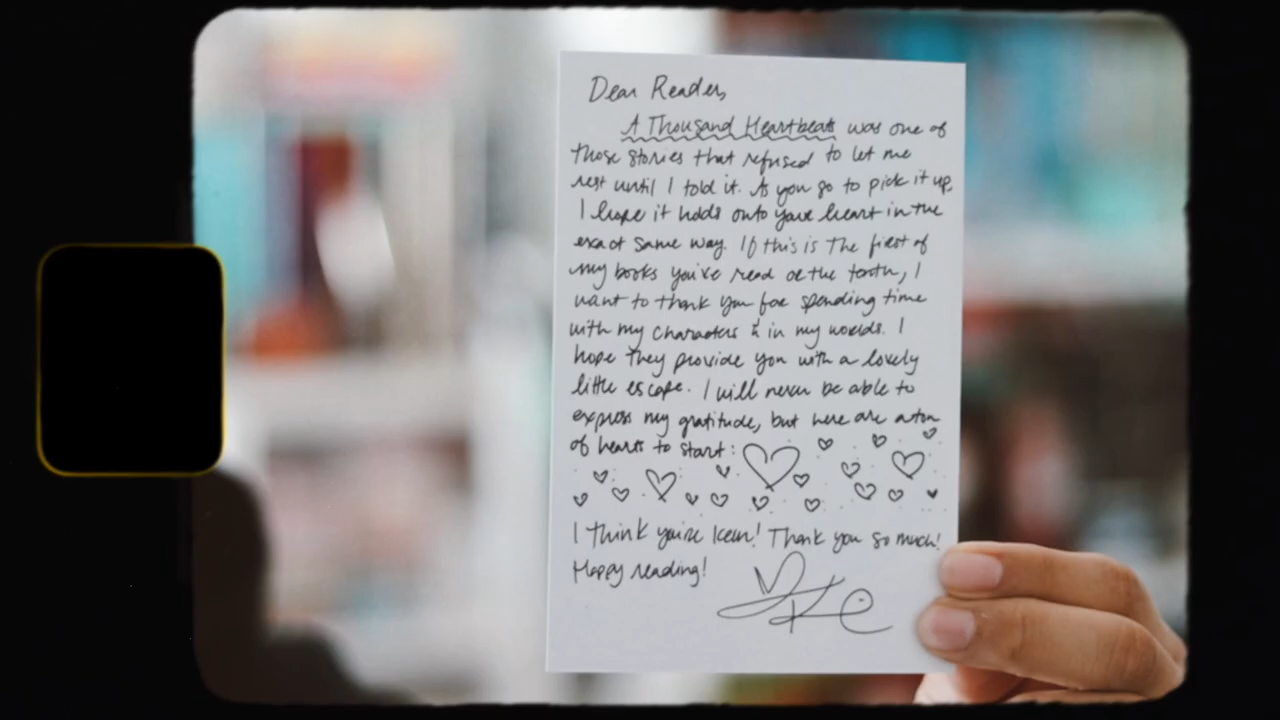 Dear Reader,
A Thousand Heartbeats was one of
those stories that refused to let me
rest until I told it. As you go to pick it up,
I hope it holds onto your heart in the
exact same way. If this is the first of
my books you've read or the tenth, I
want to thank you for spending time
with my characters & in my worlds. I
hope they provide you with a lovely
little escape. I will never be able to
express my gratitude, but here are a ton
of hearts to start:
I think you're keen! Thank you so much!
Happy reading!